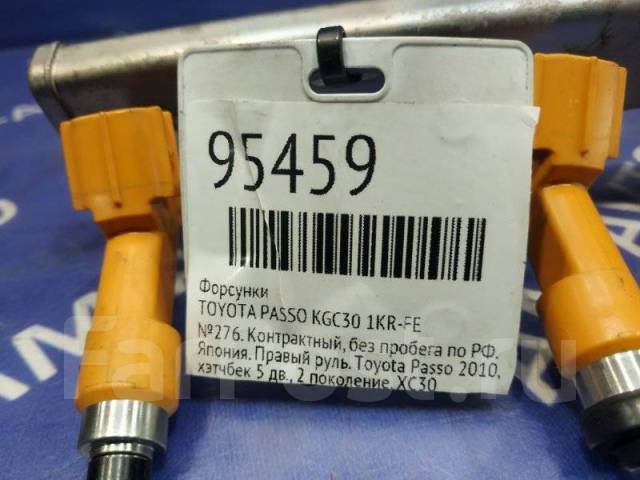 95459
Форсунки
TOYOTA PASSO KGC30 1KR-FE
№276. Контрактный, без пробега по РФ.
Япония. Правый руль. Toyota Passo 2010,
хэтчбек 5 дв., 2 поколение, XC30